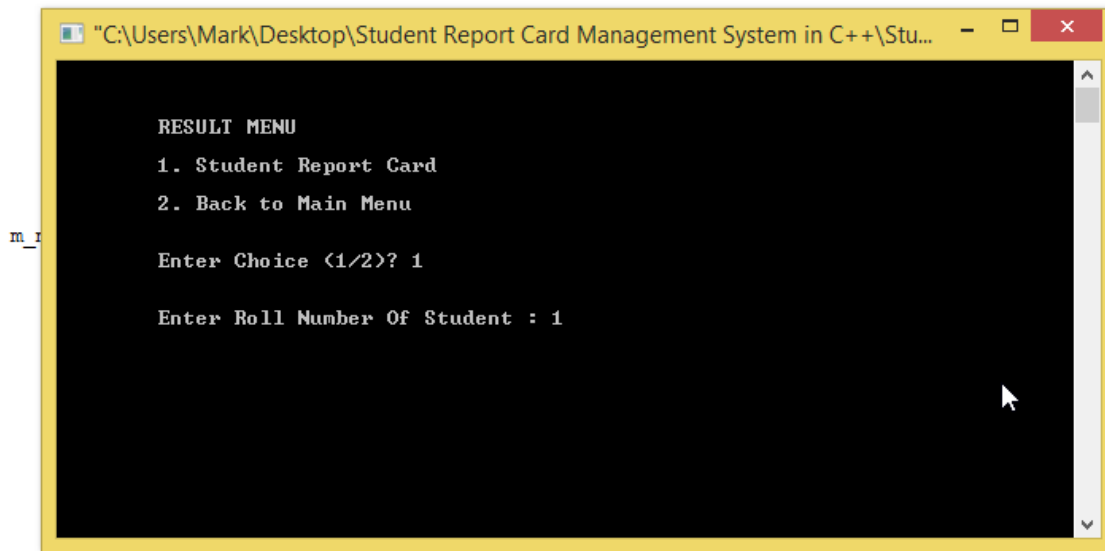 "C:\Users\Mark\Desktop\Student Report Card Management System in C++\Stu...
RESULT MENU
1. Student Report Card
2. Back to Main Menu
Enter Choice (1/2)? 1
Enter Roll Number Of Student : 1